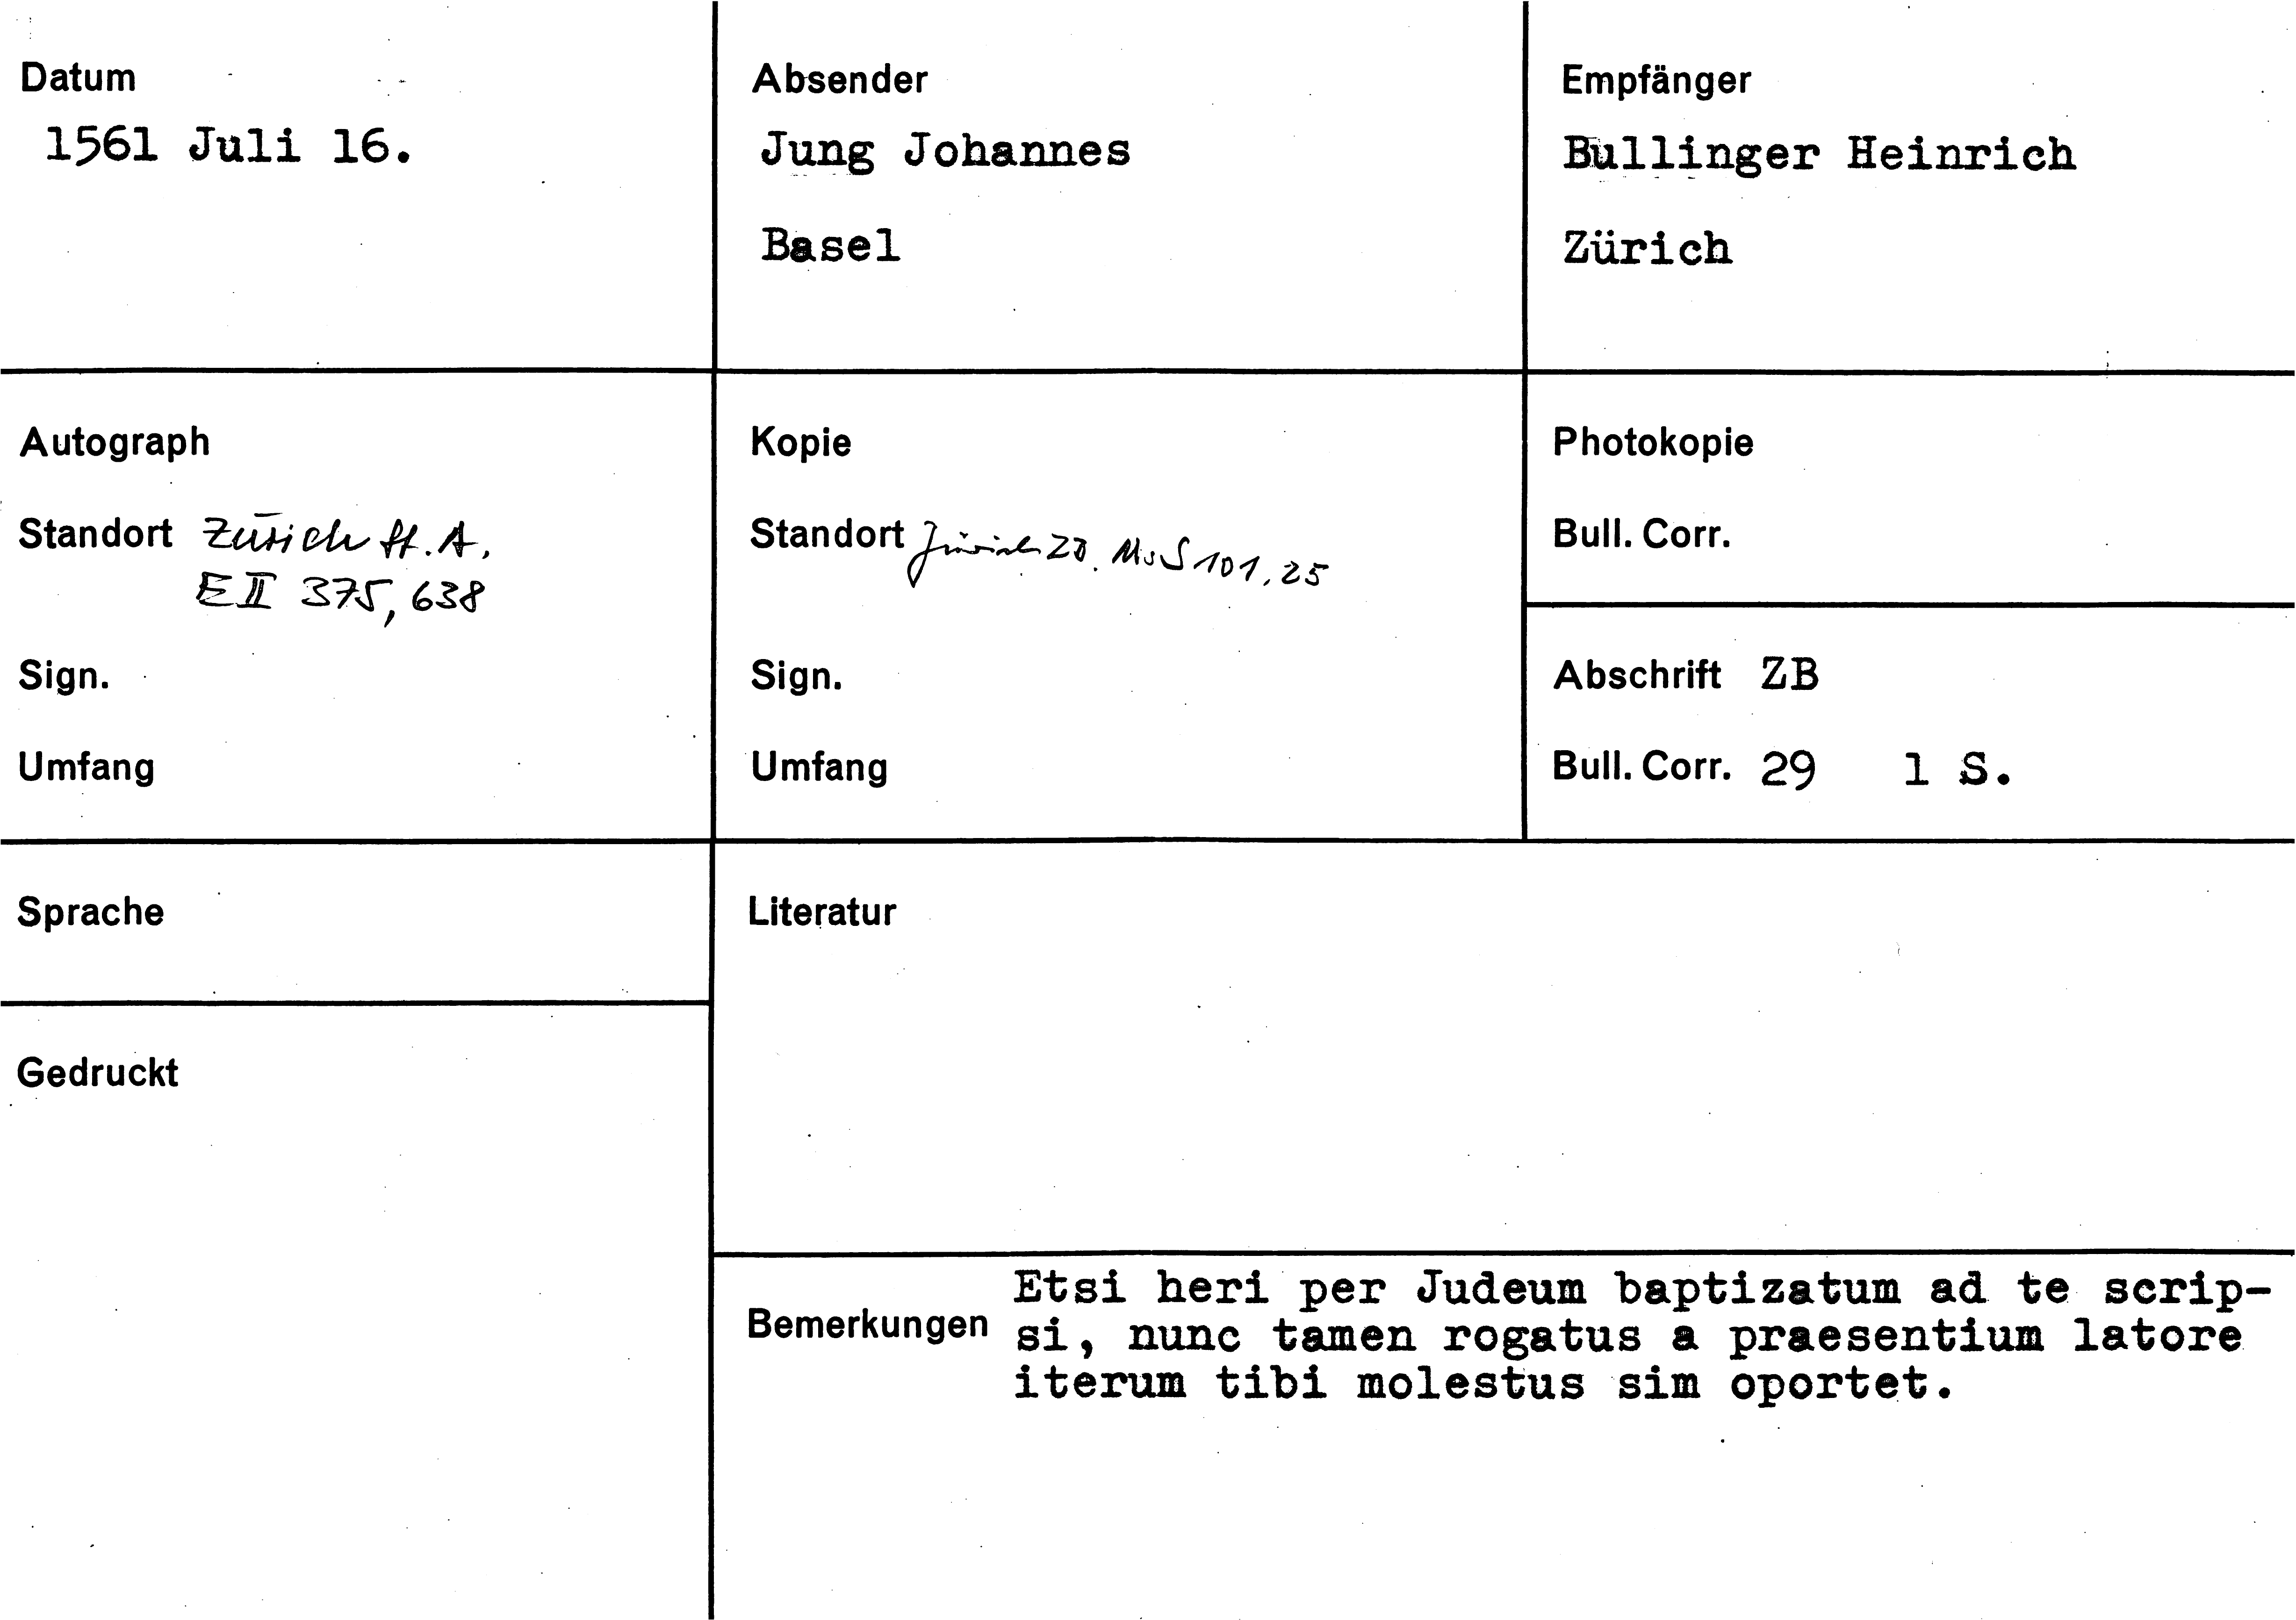 Datum
1561 Juli 16.
Absender
Jung Johannes
Basel
Empfänger
Bullinger Heinrich
Zürich
Autograph
Standort Zürich St. A.
E II 375, 638
Sign.
Umfang
Kopie
Standort Zürich ZB. Ms S 101, 25
Sign.
Umfang
Photokopie
Bull. Corr.
Abschrift ZB
Bull. Corr. 29 1 S.
Sprache
Gedruckt
Literatur
Bemerkungen
Etsi heri per Judeum baptizatum ad te scrip-
si, nunc tamen rogatus a praesentium latore
iterum tibi molestus sim oportet.